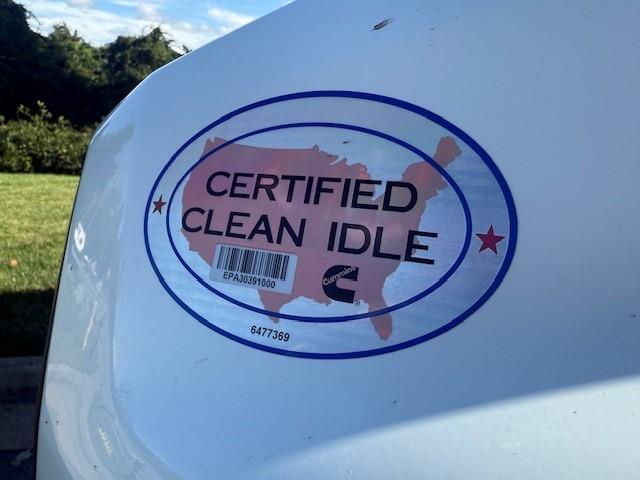 CERTIFIED
CLEAN IDLE
EPA30391000
Cummins
6477369